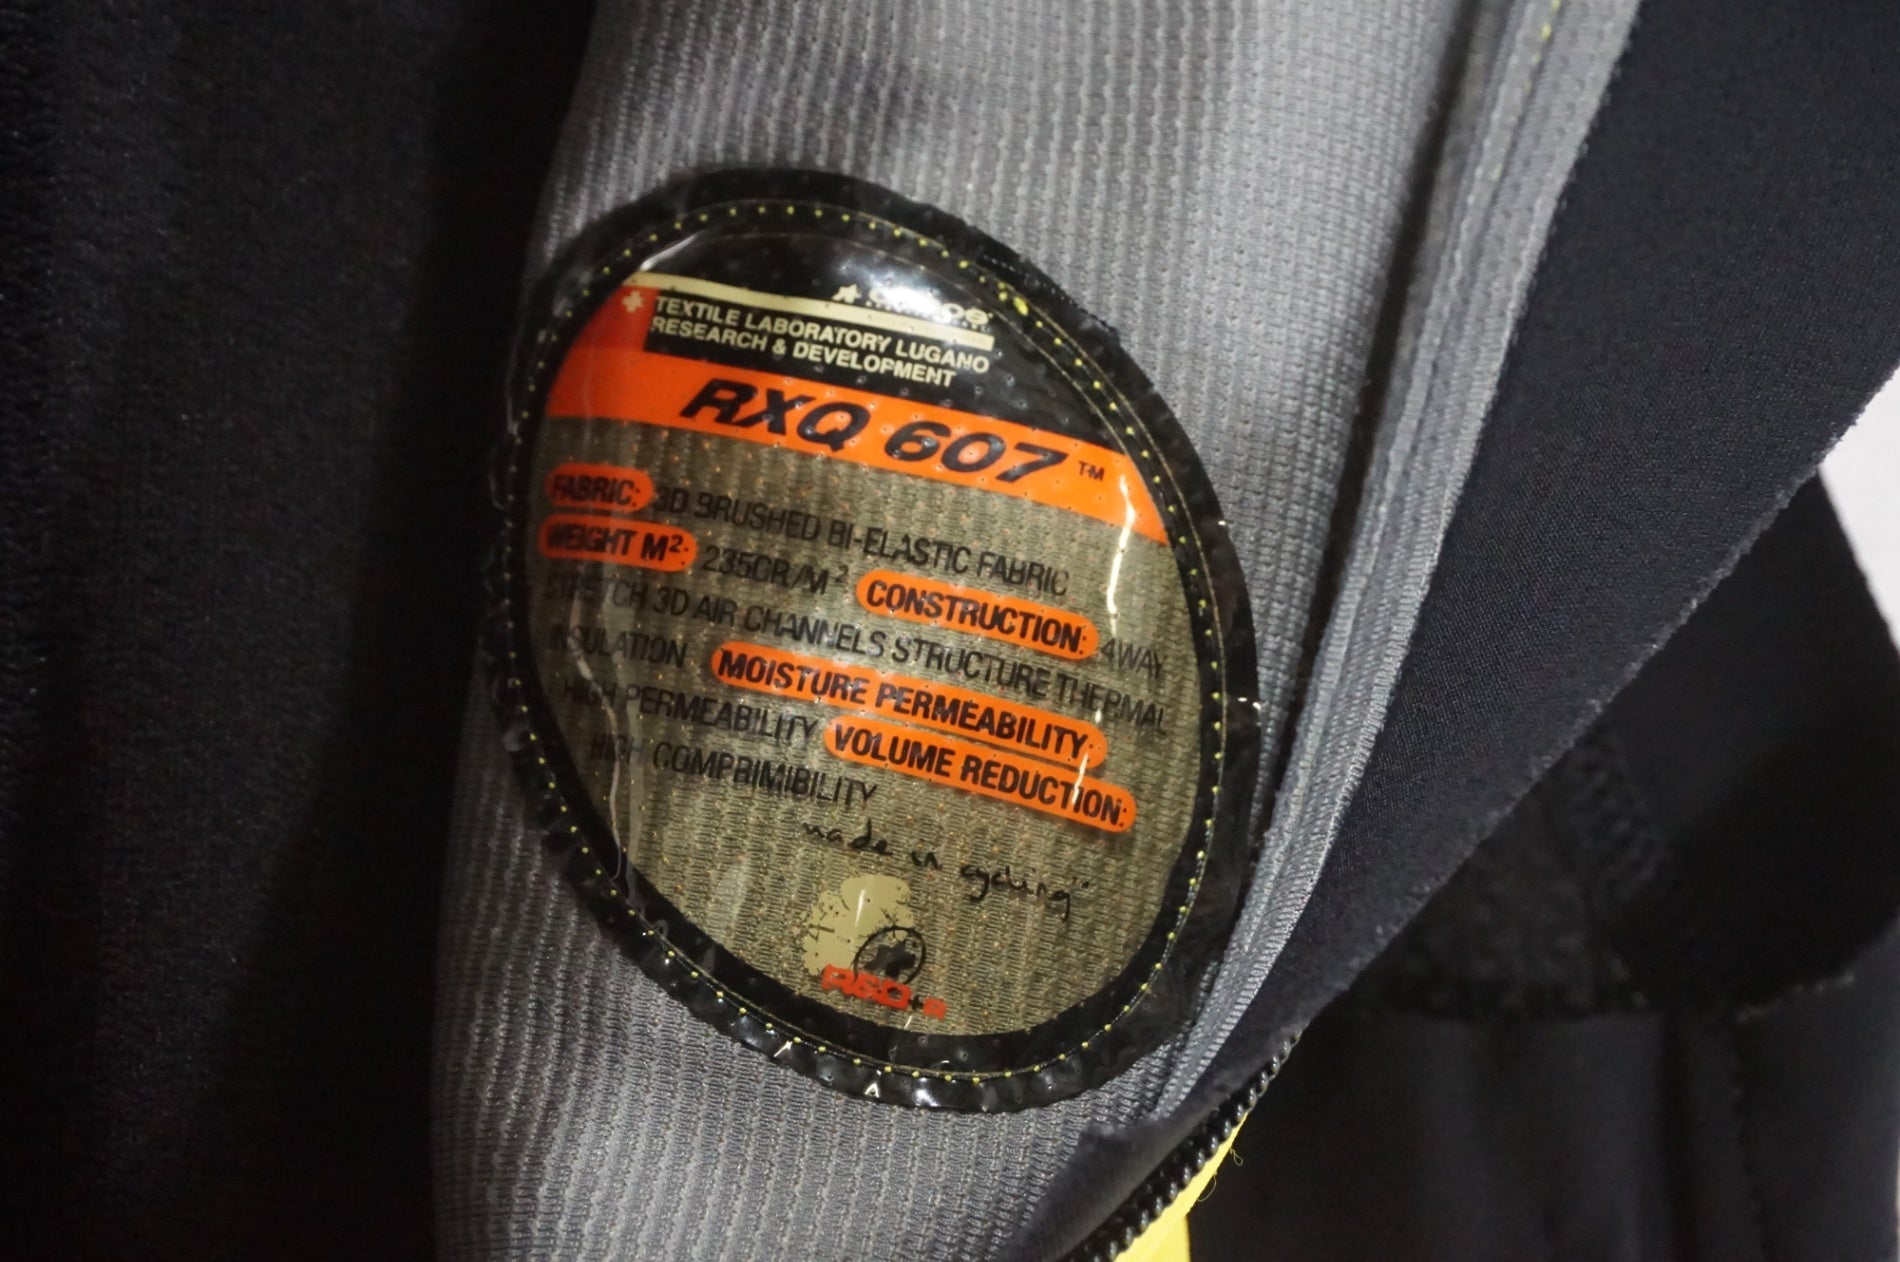 assos
TEXTILE LABORATORY LUGANO
RESEARCH & DEVELOPMENT
RXQ 607™
FABRIC: 3D BRUSHED BI-ELASTIC FABRIC
WEIGHT M²: 235GR/M² CONSTRUCTION: 4WAY
STRETCH 3D AIR CHANNELS STRUCTURE THERMAL
INSULATION MOISTURE PERMEABILITY:
HIGH PERMEABILITY VOLUME REDUCTION:
HIGH COMPRIMIBILITY
made in cycling"